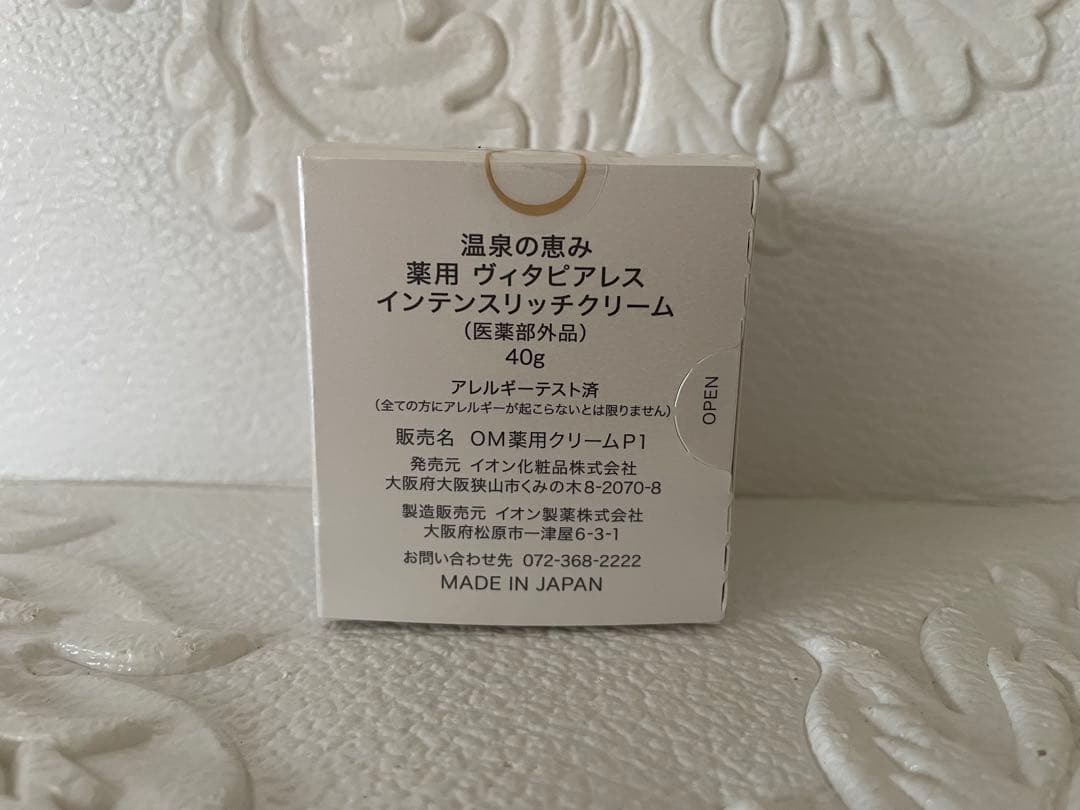 温泉の恵み
薬用 ヴィタピアレス
インテンスリッチクリーム
（医薬部外品）
40g
アレルギーテスト済
（全ての方にアレルギーが起こらないとは限りません）
販売名 OM薬用クリームP1
発売元 イオン化粧品株式会社
大阪府大阪狭山市くみの木8-2070-8
製造販売元 イオン製薬株式会社
大阪府松原市一津屋6-3-1
お問い合わせ先 072-368-2222
MADE IN JAPAN
OPEN